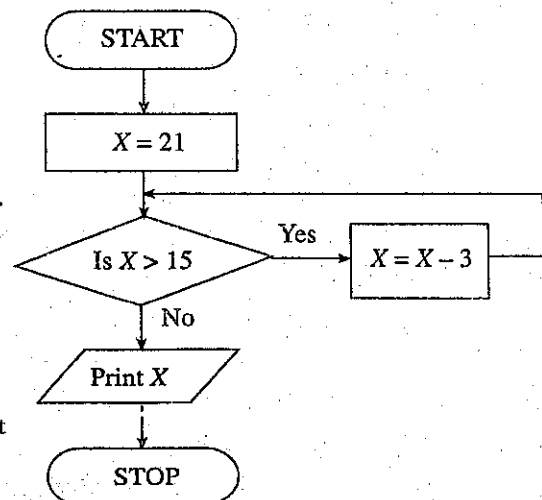 START
X = 21
Is X > 15
Yes
X = X – 3
No
Print X
t
STOP